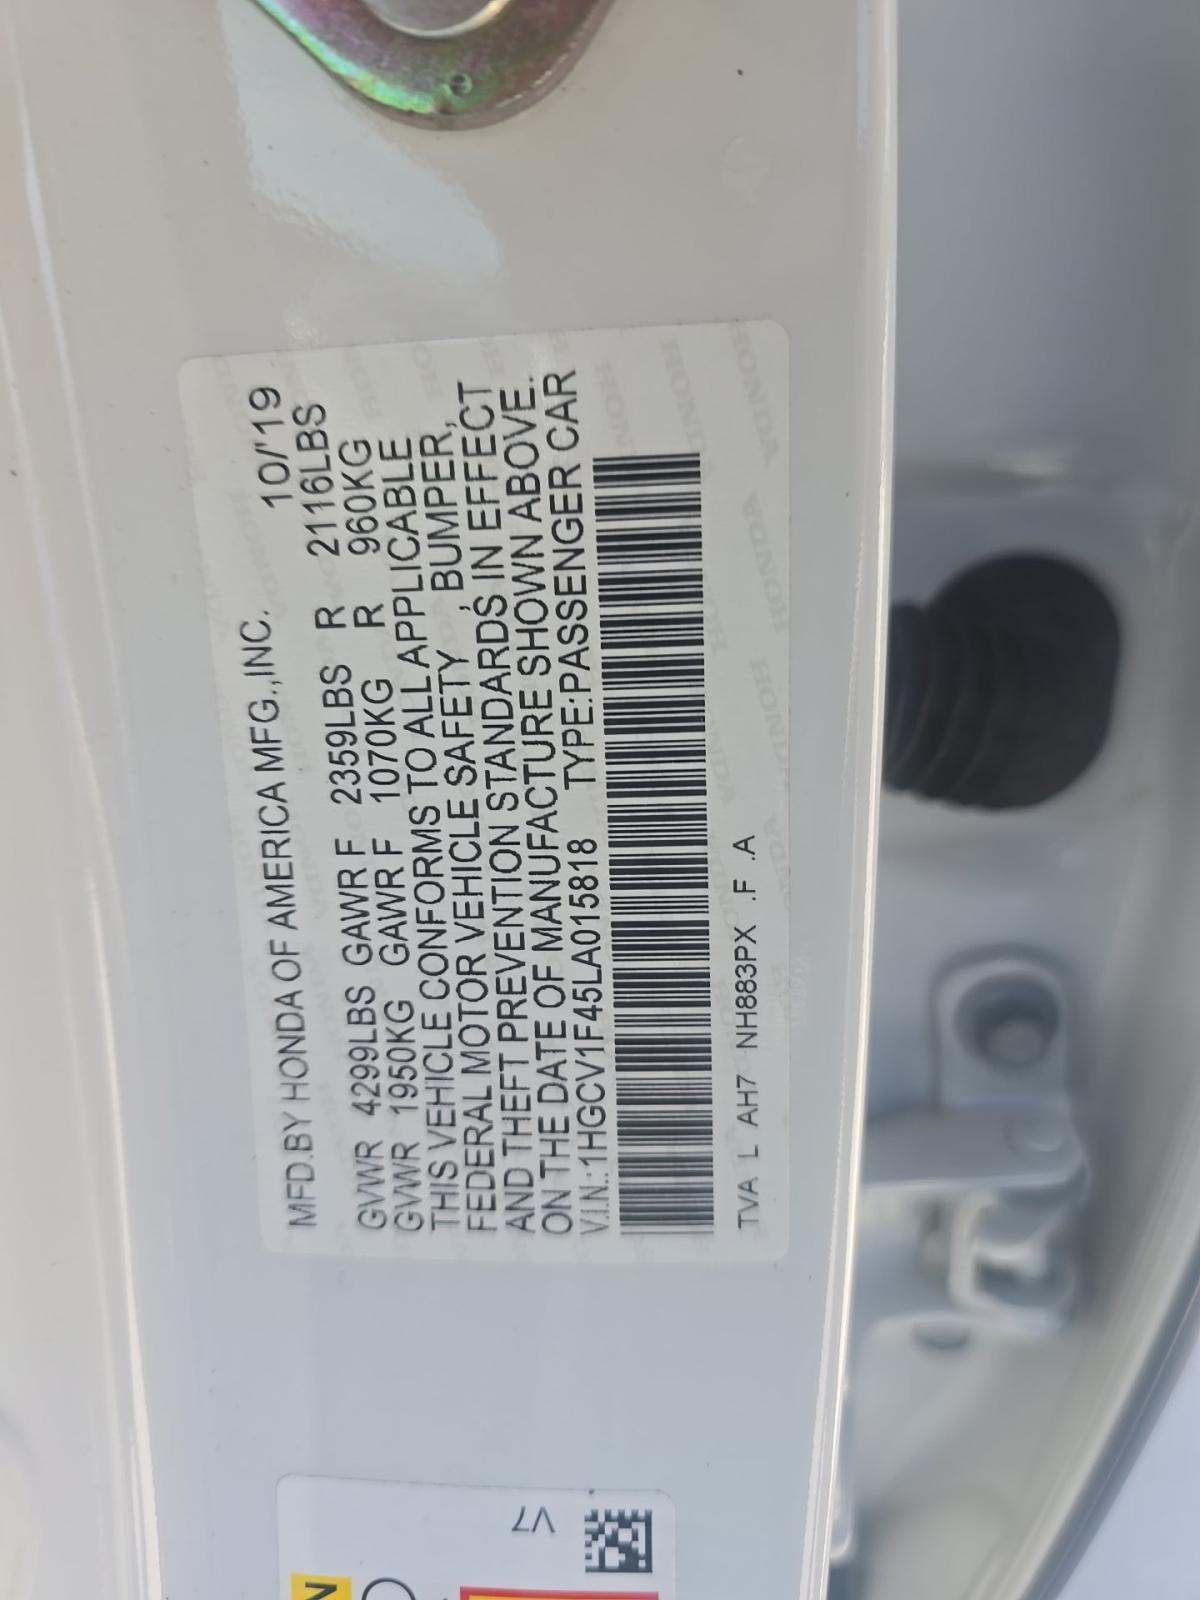 MFD.BY HONDA OF AMERICA MFG.,INC. 10/'19
GVWR 4299LBS GAWR F 2359LBS R 2116LBS
GVWR 1950KG GAWR F 1070KG R 960KG
THIS VEHICLE CONFORMS TO ALL APPLICABLE
FEDERAL MOTOR VEHICLE SAFETY, BUMPER,
AND THEFT PREVENTION STANDARDS IN EFFECT
ON THE DATE OF MANUFACTURE SHOWN ABOVE.
V.I.N.:1HGCV1F45LA015818 TYPE:PASSENGER CAR
TVA L AH7 NH883PX .F .A
V7